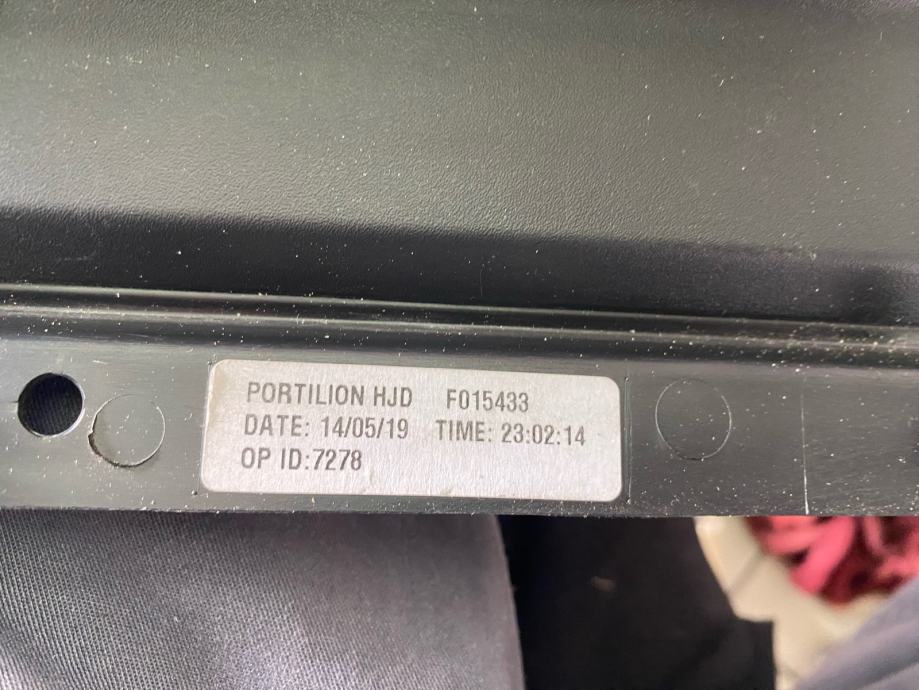 PORTILION HJD F015433
DATE: 14/05/19 TIME: 23:02:14
OP ID:7278